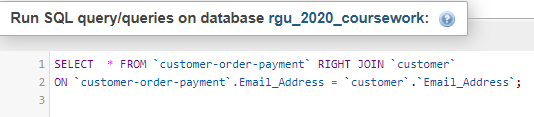 Run SQL query/queries on database rgu_2020_coursework:
1 SELECT * FROM `customer-order-payment` RIGHT JOIN `customer`
2 ON `customer-order-payment`.Email_Address = `customer`.`Email_Address`;
3